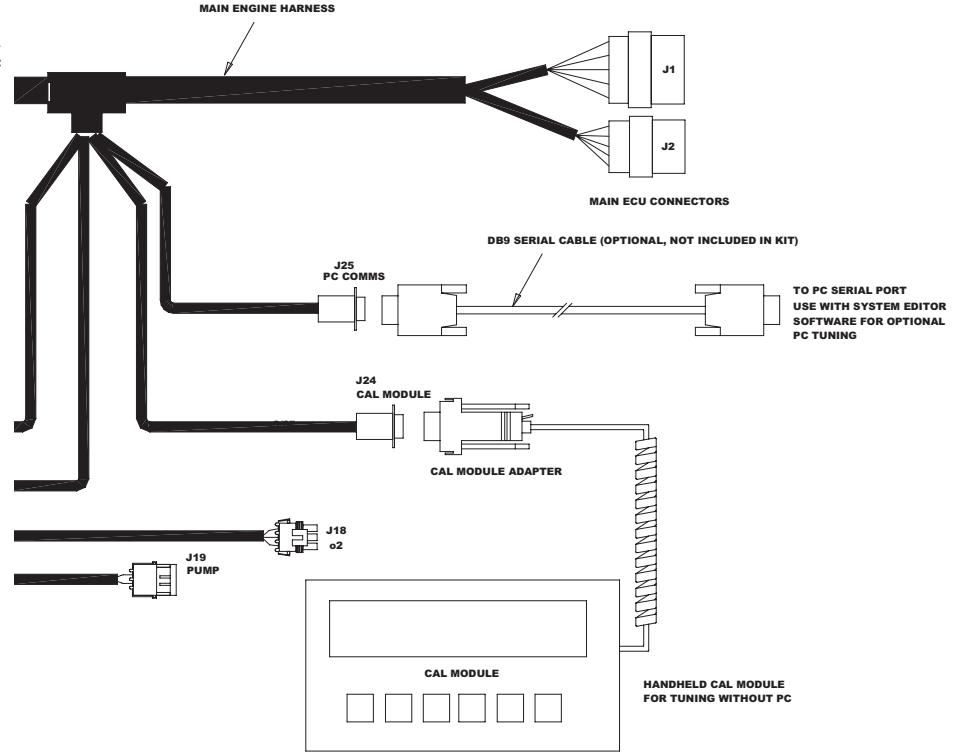 MAIN ENGINE HARNESS
J1
J2
MAIN ECU CONNECTORS
DB9 SERIAL CABLE (OPTIONAL, NOT INCLUDED IN KIT)
J25
PC COMMS
TO PC SERIAL PORT
USE WITH SYSTEM EDITOR
SOFTWARE FOR OPTIONAL
PC TUNING
J24
CAL MODULE
CAL MODULE ADAPTER
J18
o2
J19
PUMP
CAL MODULE
HANDHELD CAL MODULE
FOR TUNING WITHOUT PC